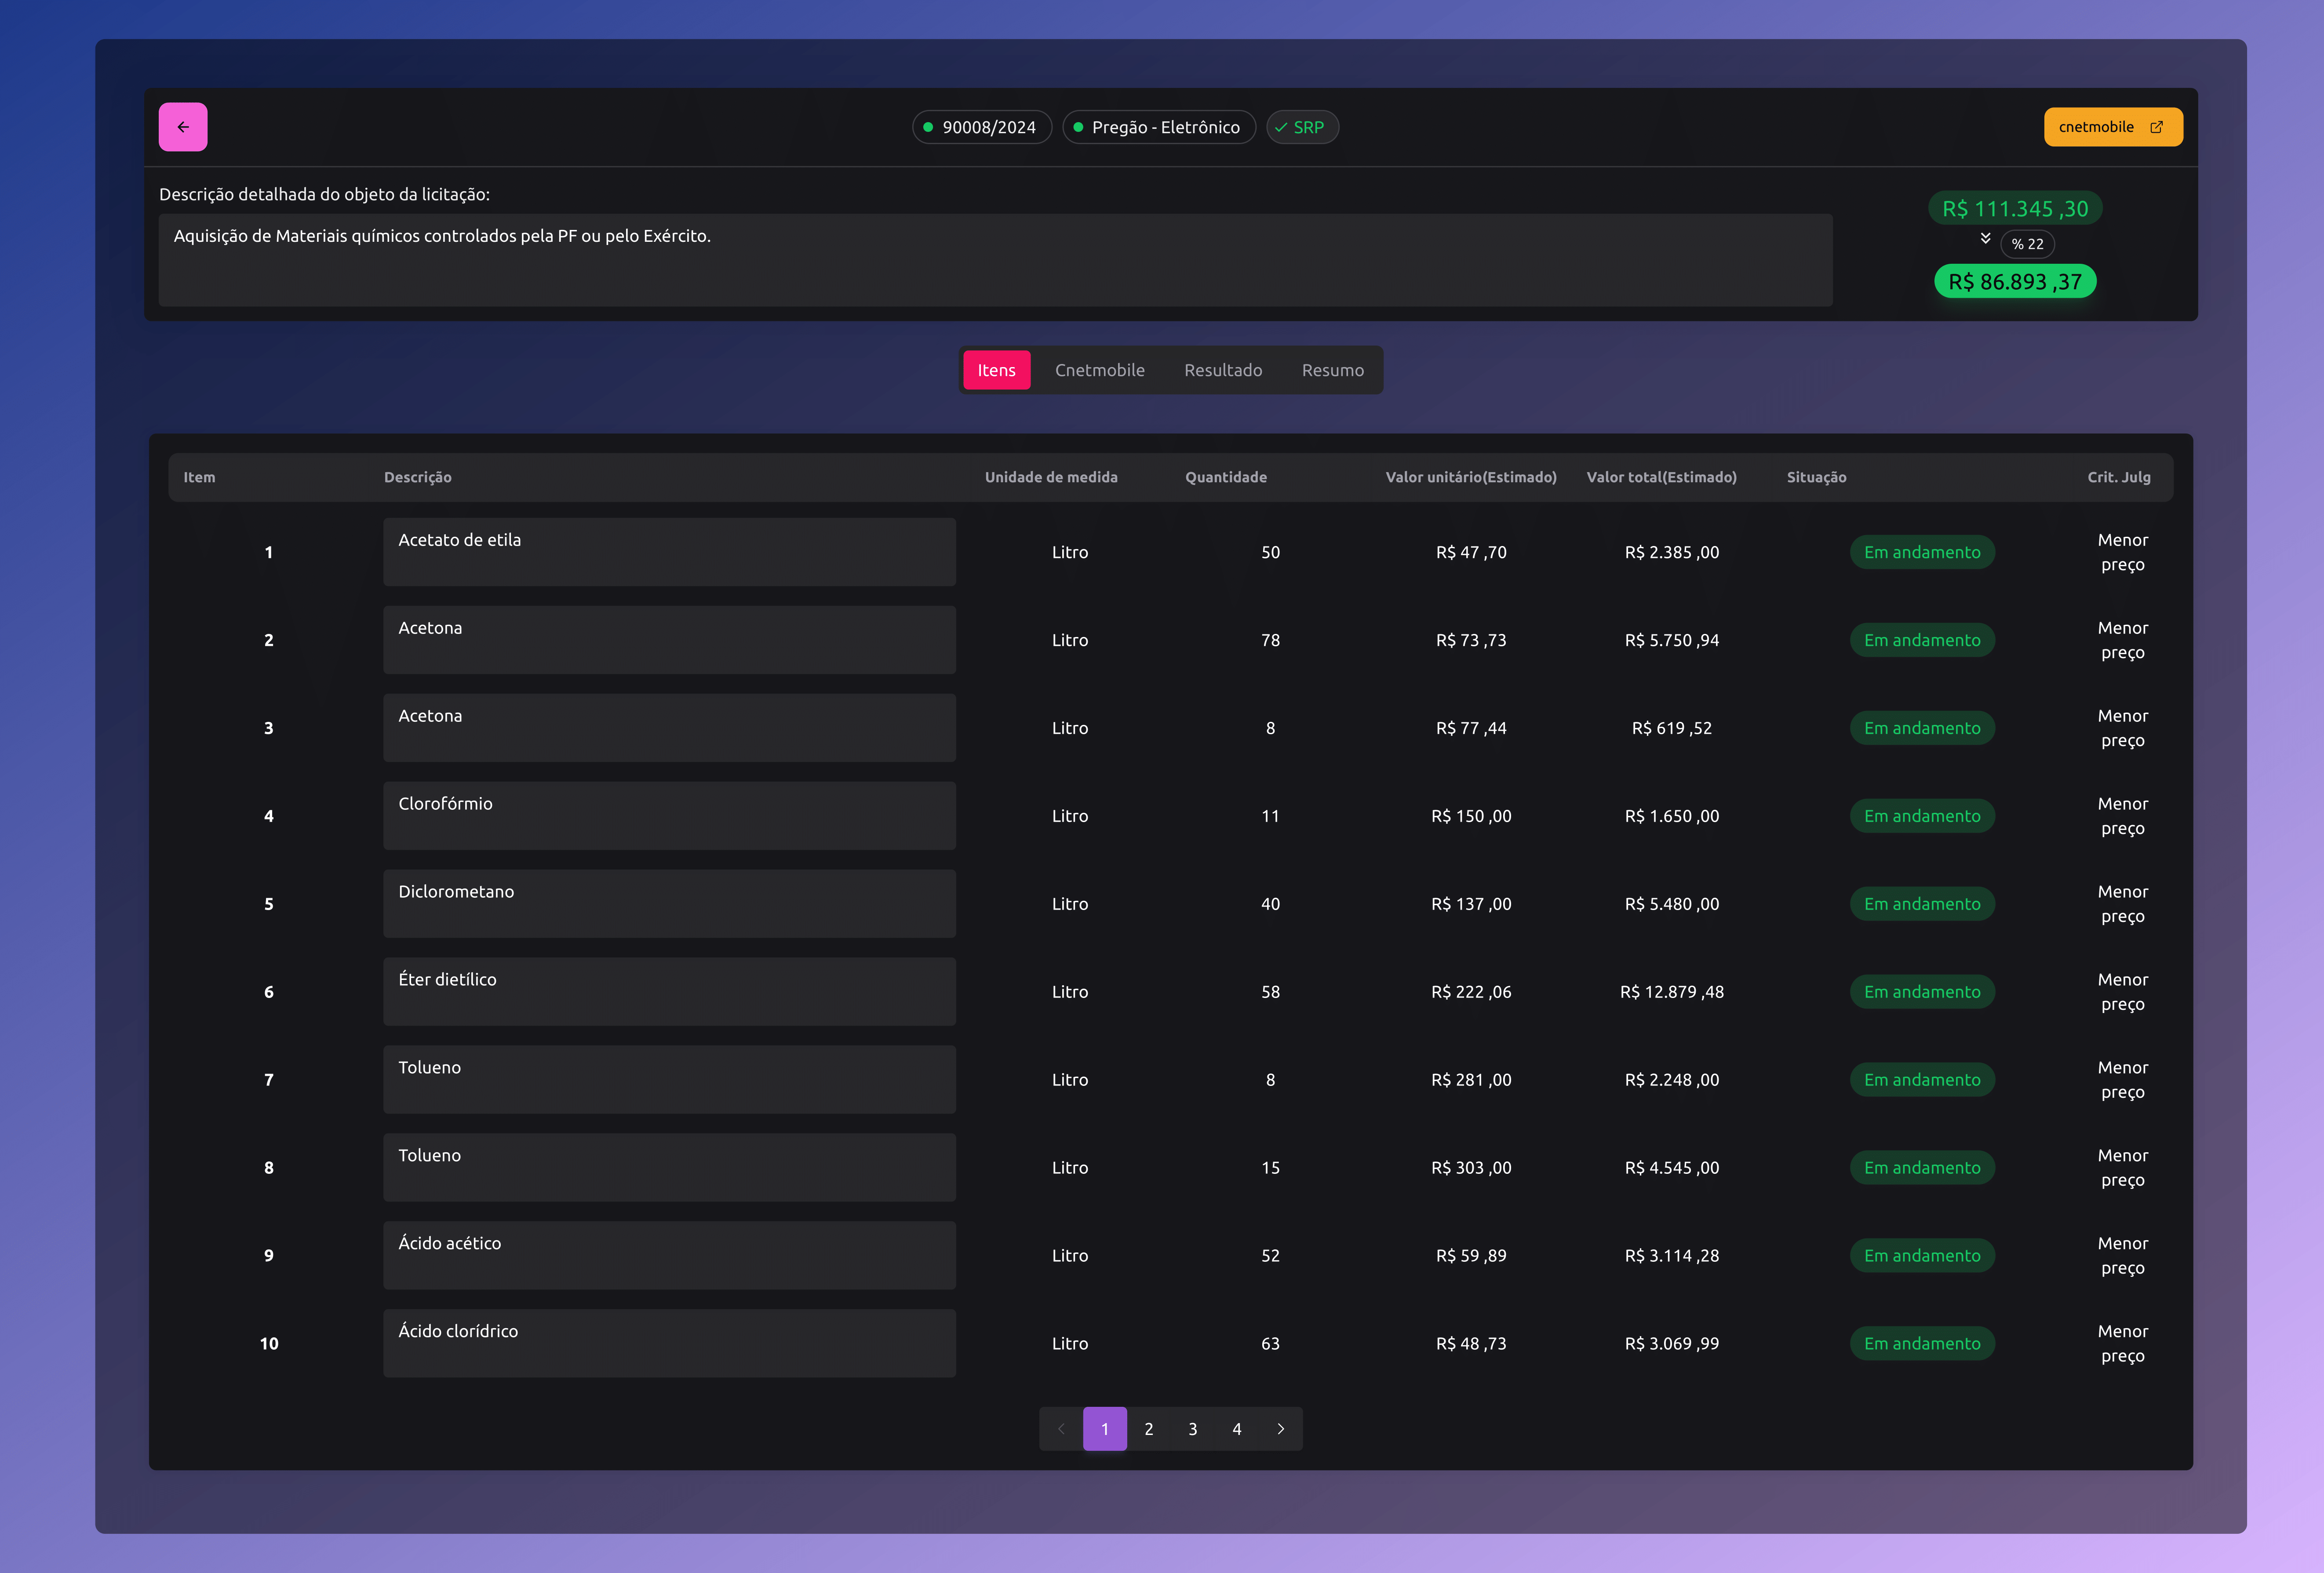 90008/2024 Pregão - Eletrônico SRP cnetmobile
Descrição detalhada do objeto da licitação:
Aquisição de Materiais químicos controlados pela PF ou pelo Exército.
R$ 111.345 ,30
% 22
R$ 86.893 ,37
Itens Cnetmobile Resultado Resumo
Item Descrição Unidade de medida Quantidade Valor unitário(Estimado) Valor total(Estimado) Situação Crit. Julg
1 Acetato de etila Litro 50 R$ 47 ,70 R$ 2.385 ,00 Em andamento Menor preço
2 Acetona Litro 78 R$ 73 ,73 R$ 5.750 ,94 Em andamento Menor preço
3 Acetona Litro 8 R$ 77 ,44 R$ 619 ,52 Em andamento Menor preço
4 Clorofórmio Litro 11 R$ 150 ,00 R$ 1.650 ,00 Em andamento Menor preço
5 Diclorometano Litro 40 R$ 137 ,00 R$ 5.480 ,00 Em andamento Menor preço
6 Éter dietílico Litro 58 R$ 222 ,06 R$ 12.879 ,48 Em andamento Menor preço
7 Tolueno Litro 8 R$ 281 ,00 R$ 2.248 ,00 Em andamento Menor preço
8 Tolueno Litro 15 R$ 303 ,00 R$ 4.545 ,00 Em andamento Menor preço
9 Ácido acético Litro 52 R$ 59 ,89 R$ 3.114 ,28 Em andamento Menor preço
10 Ácido clorídrico Litro 63 R$ 48 ,73 R$ 3.069 ,99 Em andamento Menor preço
1 2 3 4